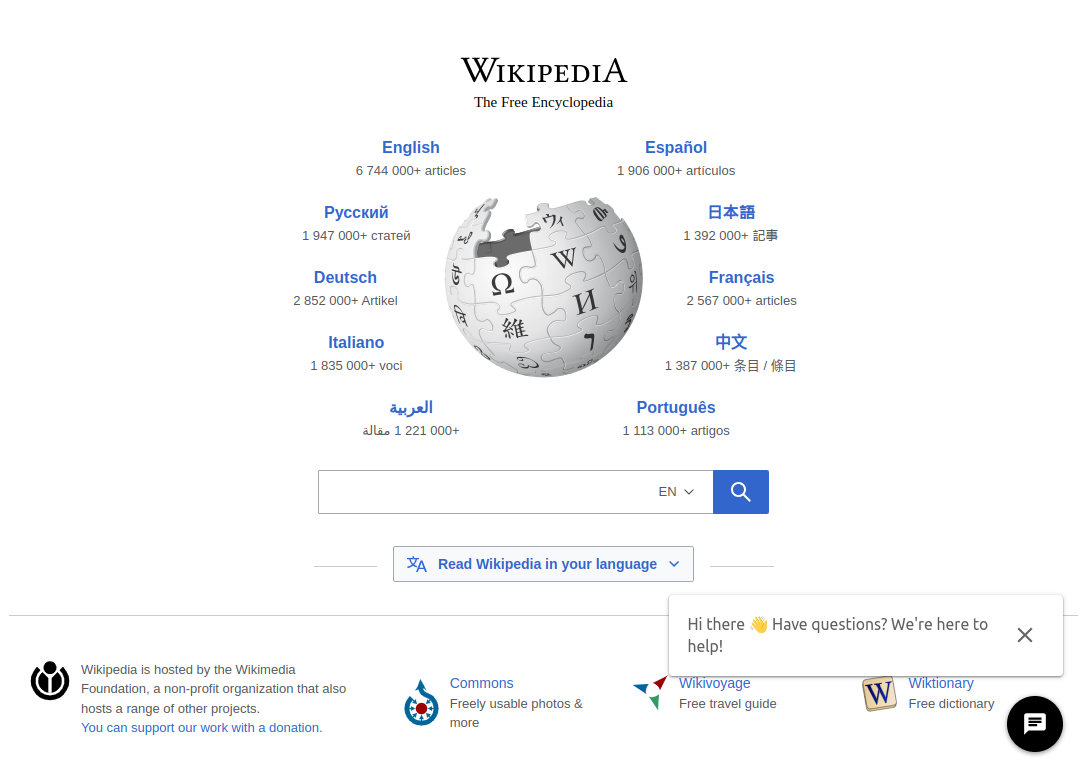 WIKIPEDIA
The Free Encyclopedia
English
6 744 000+ articles
Español
1 906 000+ artículos
Русский
1 947 000+ статей
日本語
1 392 000+ 記事
Deutsch
2 852 000+ Artikel
Français
2 567 000+ articles
Italiano
1 835 000+ voci
中文
1 387 000+ 条目 / 條目
العربية
1 221 000+ مقالة
Português
1 113 000+ artigos
Ω
W
И
維
ウィ
EN
Read Wikipedia in your language
Hi there 👋 Have questions? We're here to
help!
Wikipedia is hosted by the Wikimedia
Foundation, a non-profit organization that also
hosts a range of other projects.
You can support our work with a donation.
Commons
Freely usable photos &
more
Wikivoyage
Free travel guide
W
Wiktionary
Free dictionary